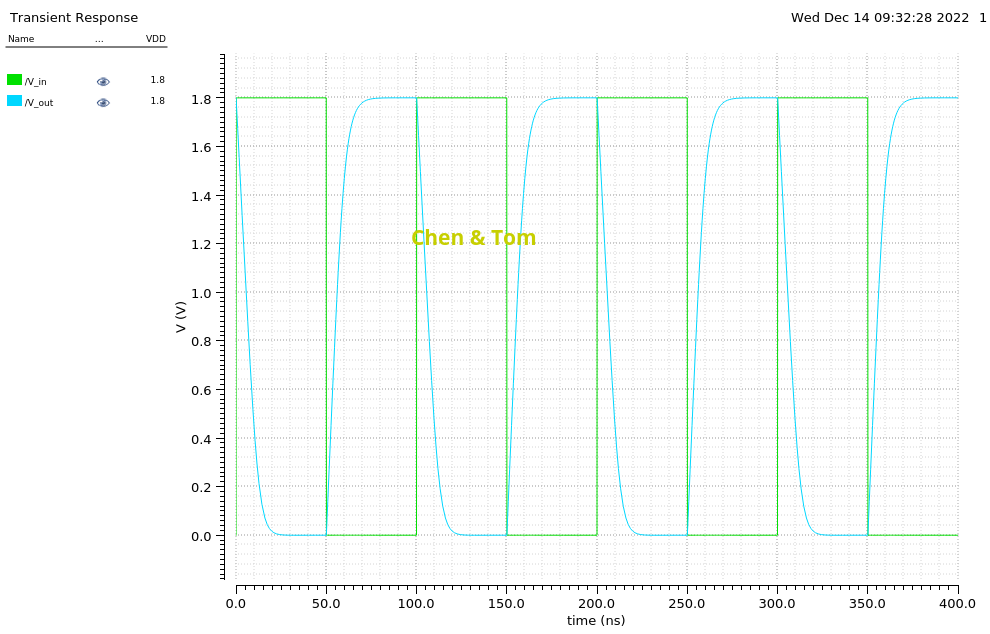 Transient Response
Wed Dec 14 09:32:28 2022 1
Name ... VDD
/V_in 1.8
/V_out 1.8
1.8
1.6
1.4
1.2
Chen & Tom
1.0
V (V)
0.8
0.6
0.4
0.2
0.0
0.0 50.0 100.0 150.0 200.0 250.0 300.0 350.0 400.0
time (ns)